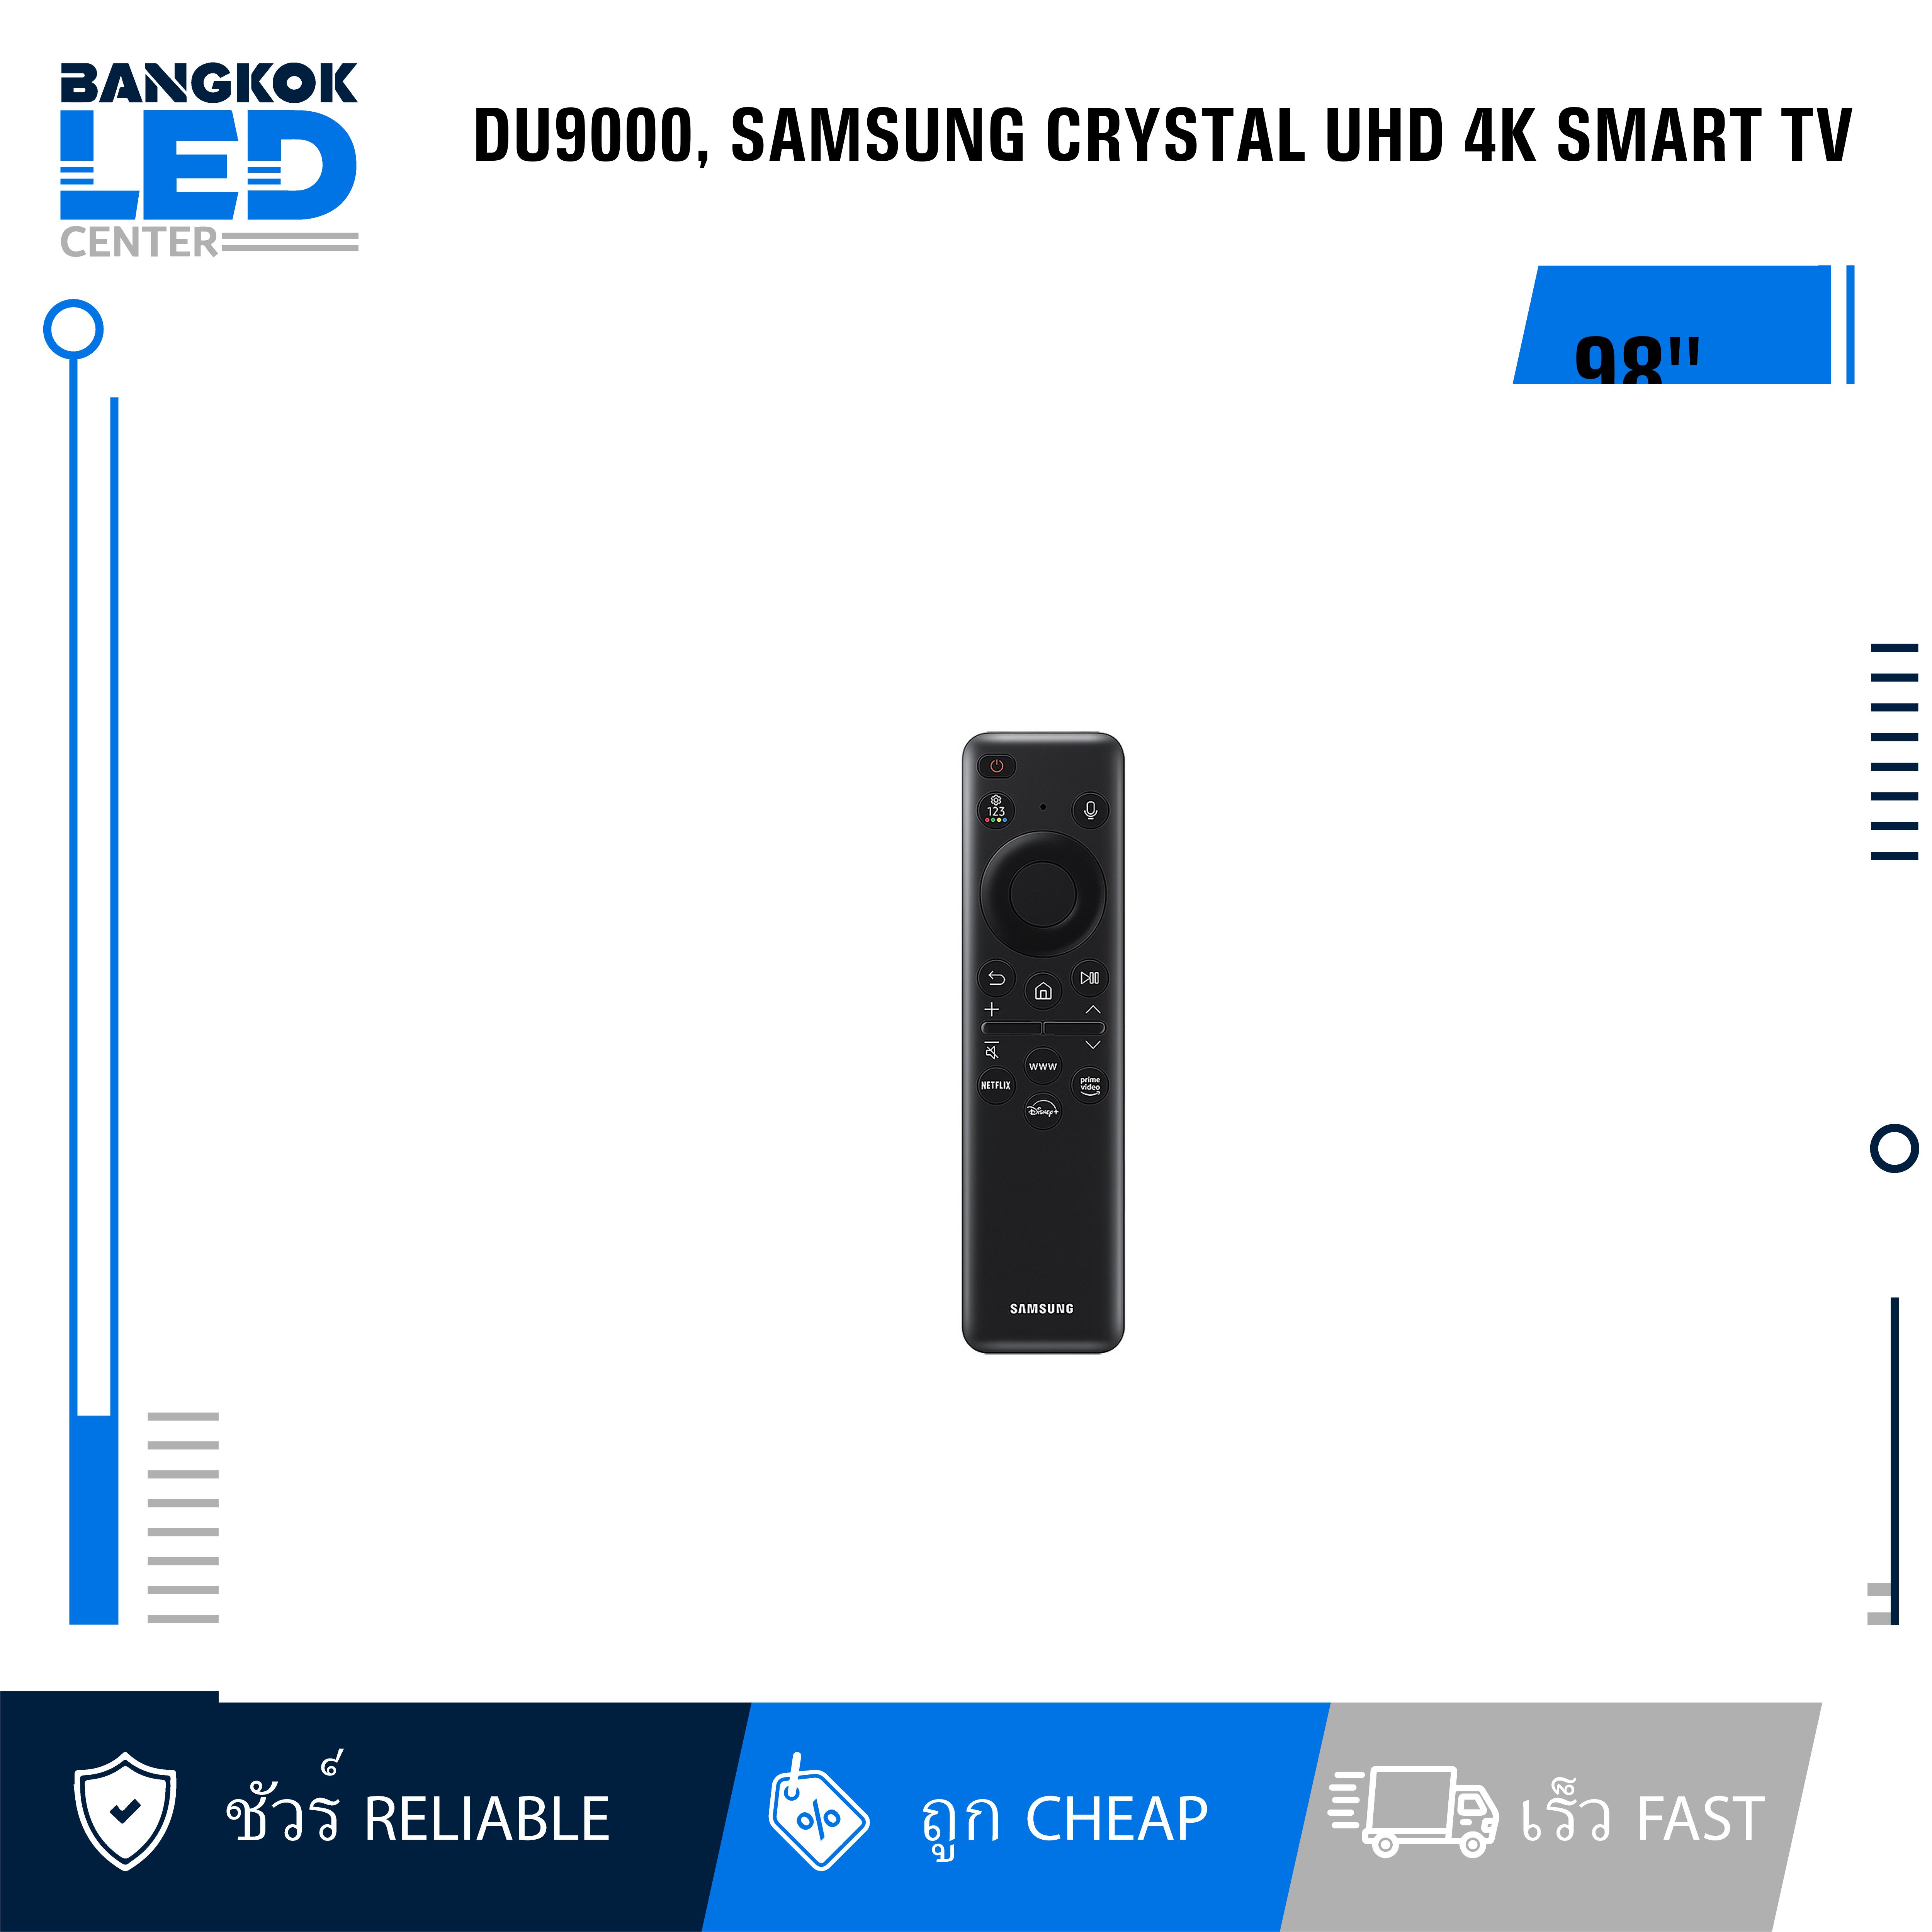 BANGKOK
LED
CENTER
DU9000, SAMSUNG CRYSTAL UHD 4K SMART TV
98"
123
WWW
NETFLIX
prime video
Disney+
SAMSUNG
ชัวร์ RELIABLE
%
ถูก CHEAP
เร็ว FAST